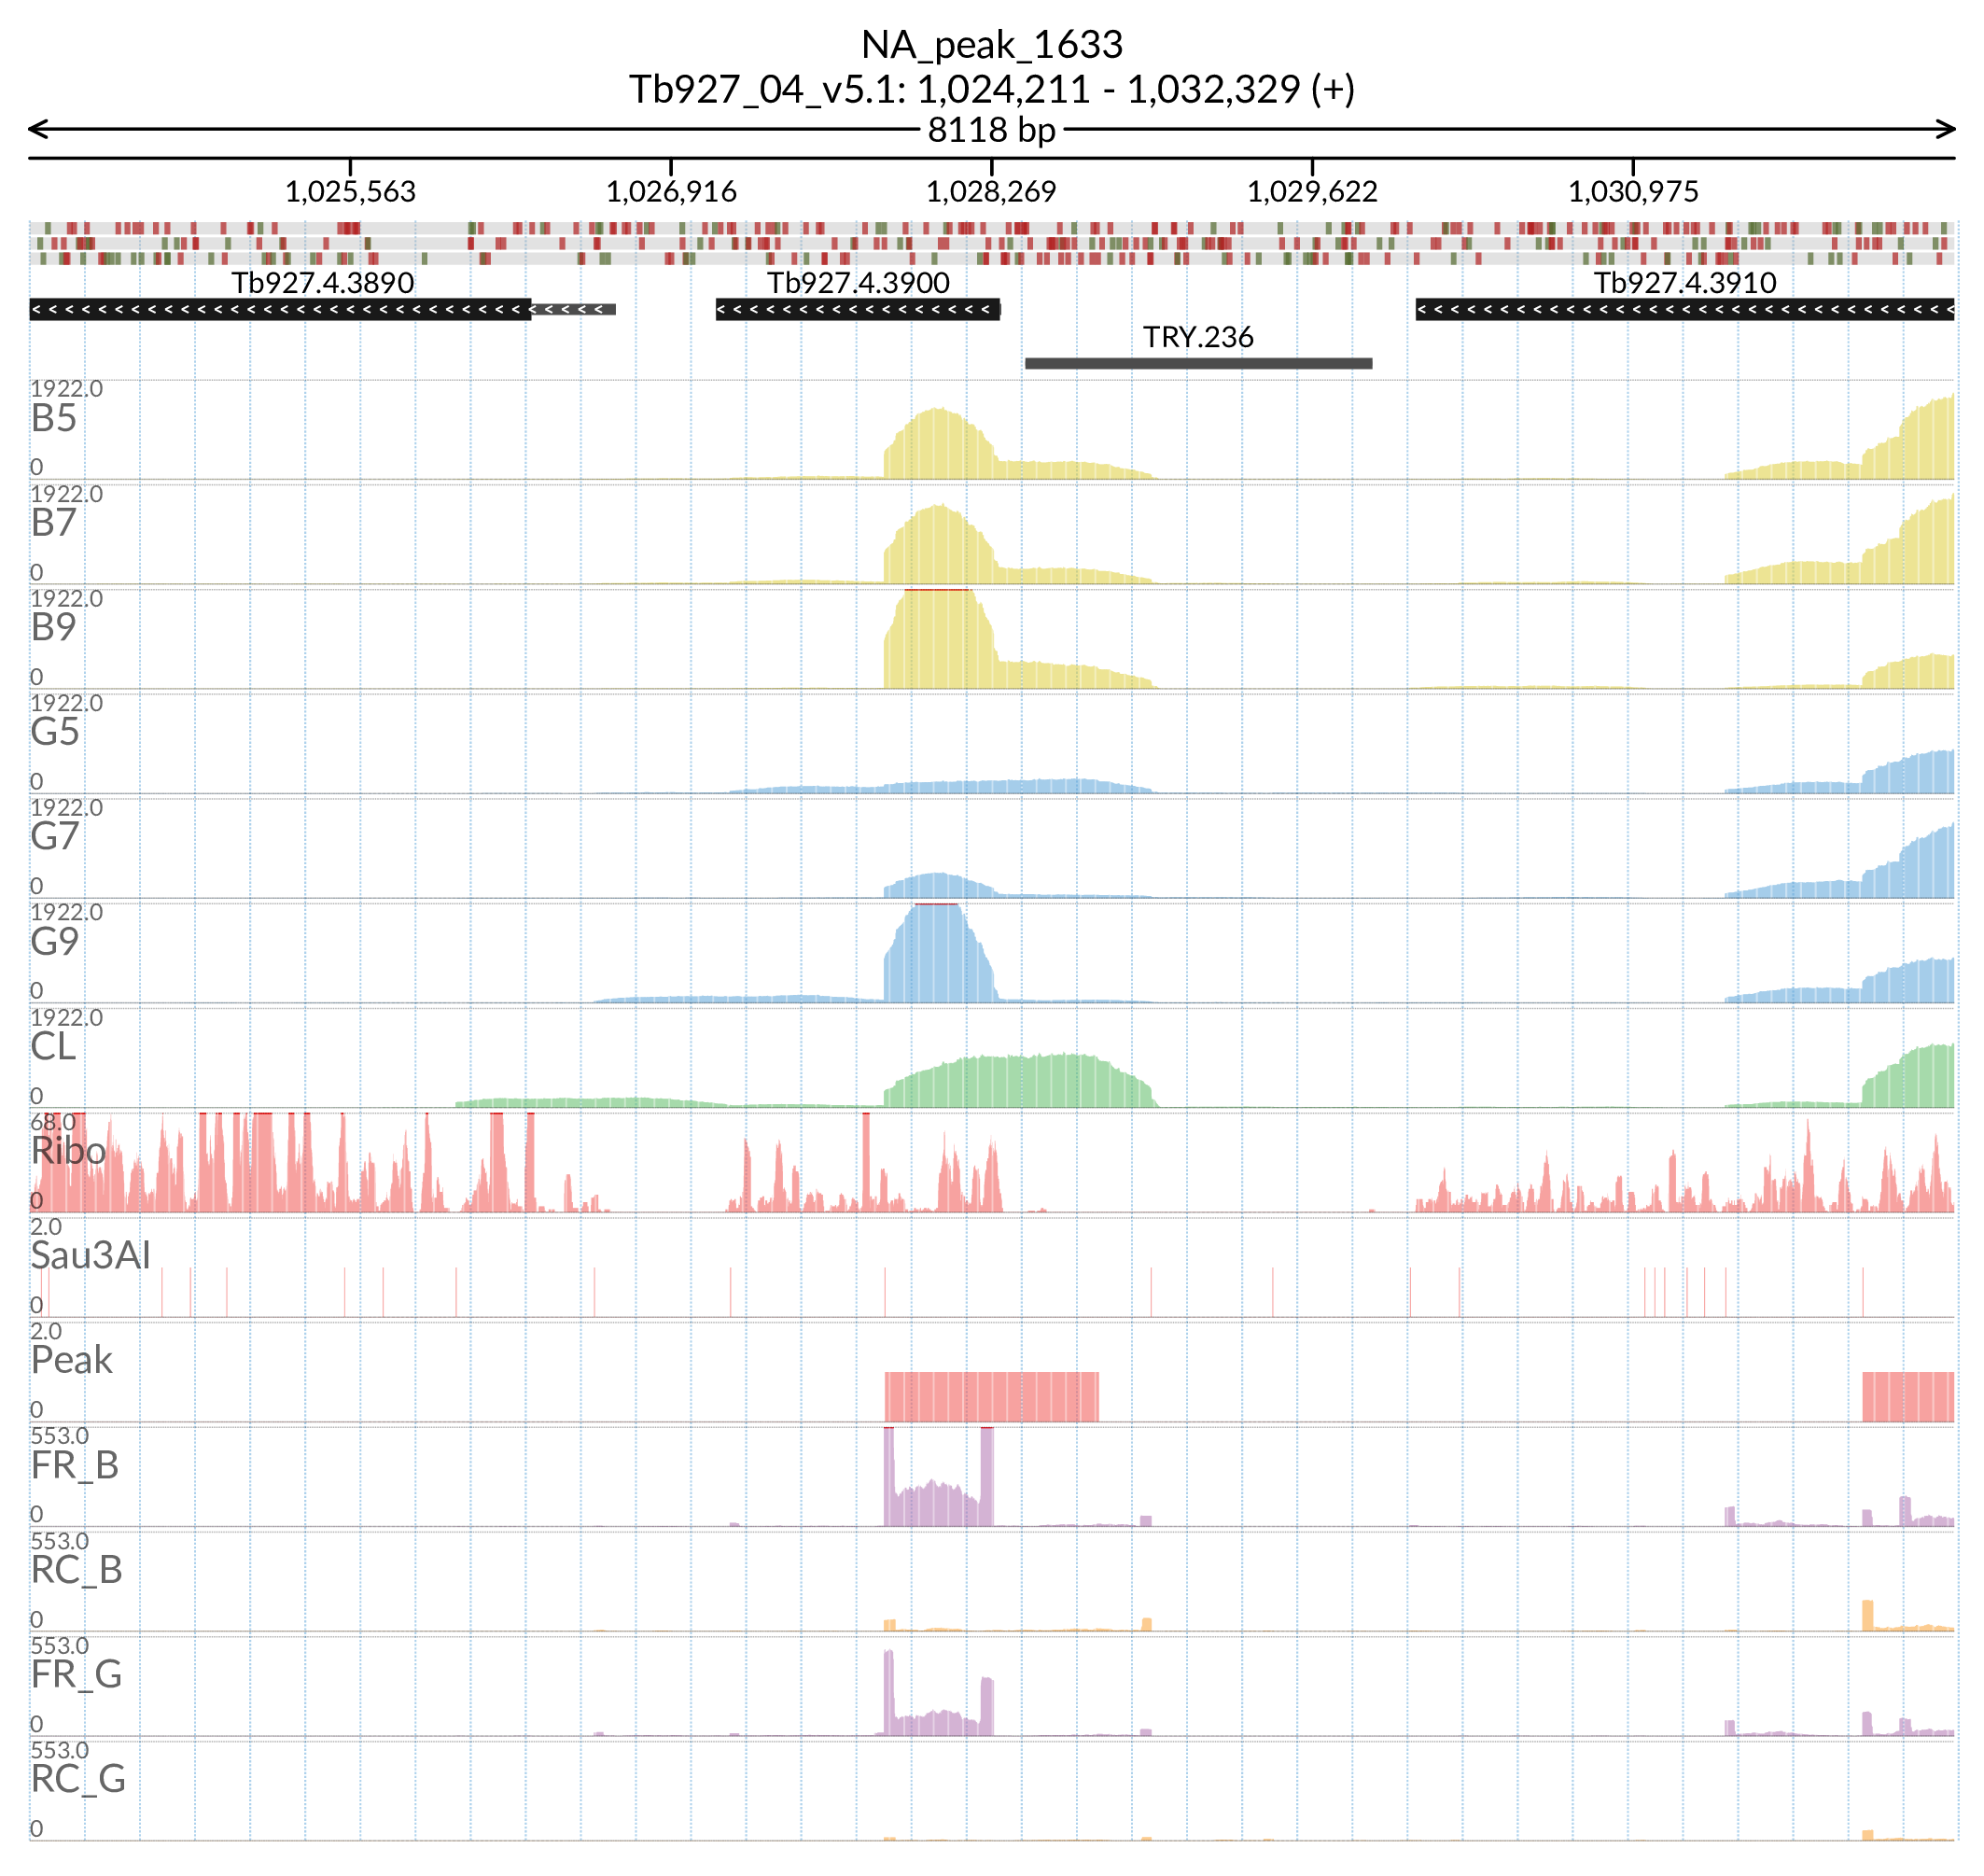 NA_peak_1633
Tb927_04_v5.1: 1,024,211 - 1,032,329 (+)
8118 bp
1,025,563 1,026,916 1,028,269 1,029,622 1,030,975
Tb927.4.3890 Tb927.4.3900 Tb927.4.3910
TRY.236
1922.0
B5
0
1922.0
B7
0
1922.0
B9
0
1922.0
G5
0
1922.0
G7
0
1922.0
G9
0
1922.0
CL
0
68.0
Ribo
0
2.0
Sau3AI
0
2.0
Peak
0
553.0
FR_B
0
553.0
RC_B
0
553.0
FR_G
0
553.0
RC_G
0